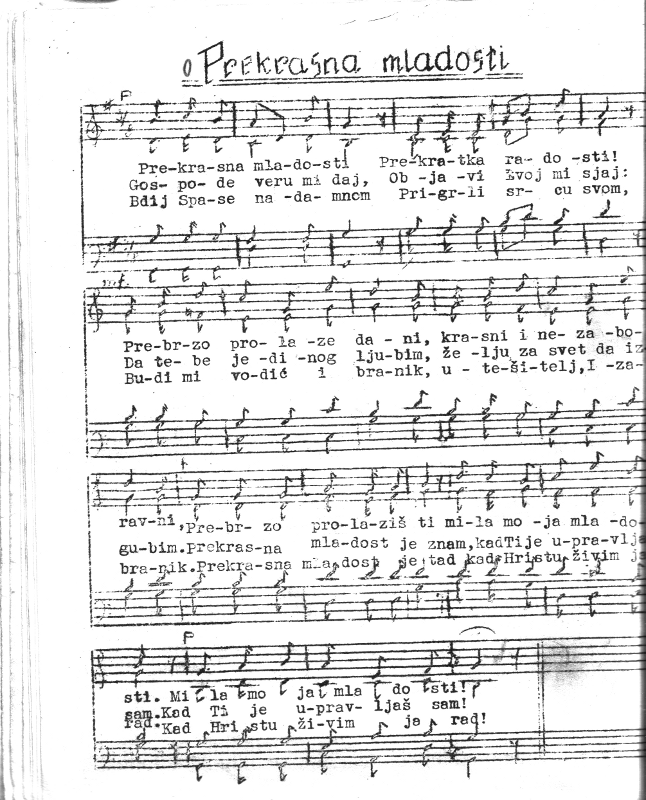 O Prekrasna mladosti
P
Pre-kra-sna mla-do-sti Pre-kra-tka ra- do -sti!
Gos- po- de veru mi daj, Ob -ja -vi Svoj mi sjaj:
Bdij Spa-se na -da- mnom Pri-gr-li sr- cu svom,
mf.
Pre-br-zo pro- la -ze da - ni, kra-sni i ne- za -bo-
Da te- be je -di -nog lju-bim, že -lju za svet da iz-
Bu-di mi vo-dić i bra-nik, u - te-ši-telj,I -za-
rav-ni,Pre-br- zo pro-la-ziš ti mi-la mo -ja mla -do-
gu-bim.Prekras-na mla-dost je znam,kadTi je u-pra-vlja
bra-nik.Prekra-sna mla-dost je tad kad Hristu živim ja
P
sti. Mi- la mo ja mla do sti!
sam.Kad Ti je u-prav- ljaš sam!
rad.Kad Hri stu ži-vim ja rad!